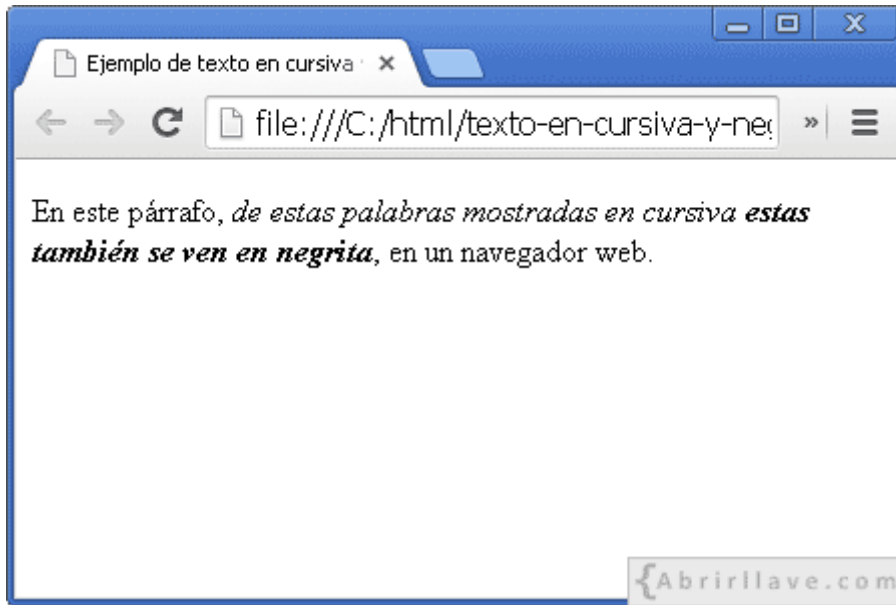 Ejemplo de texto en cursiva
file:///C:/html/texto-en-cursiva-y-neg
En este párrafo, de estas palabras mostradas en cursiva estas
también se ven en negrita, en un navegador web.
{Abrirllave.com